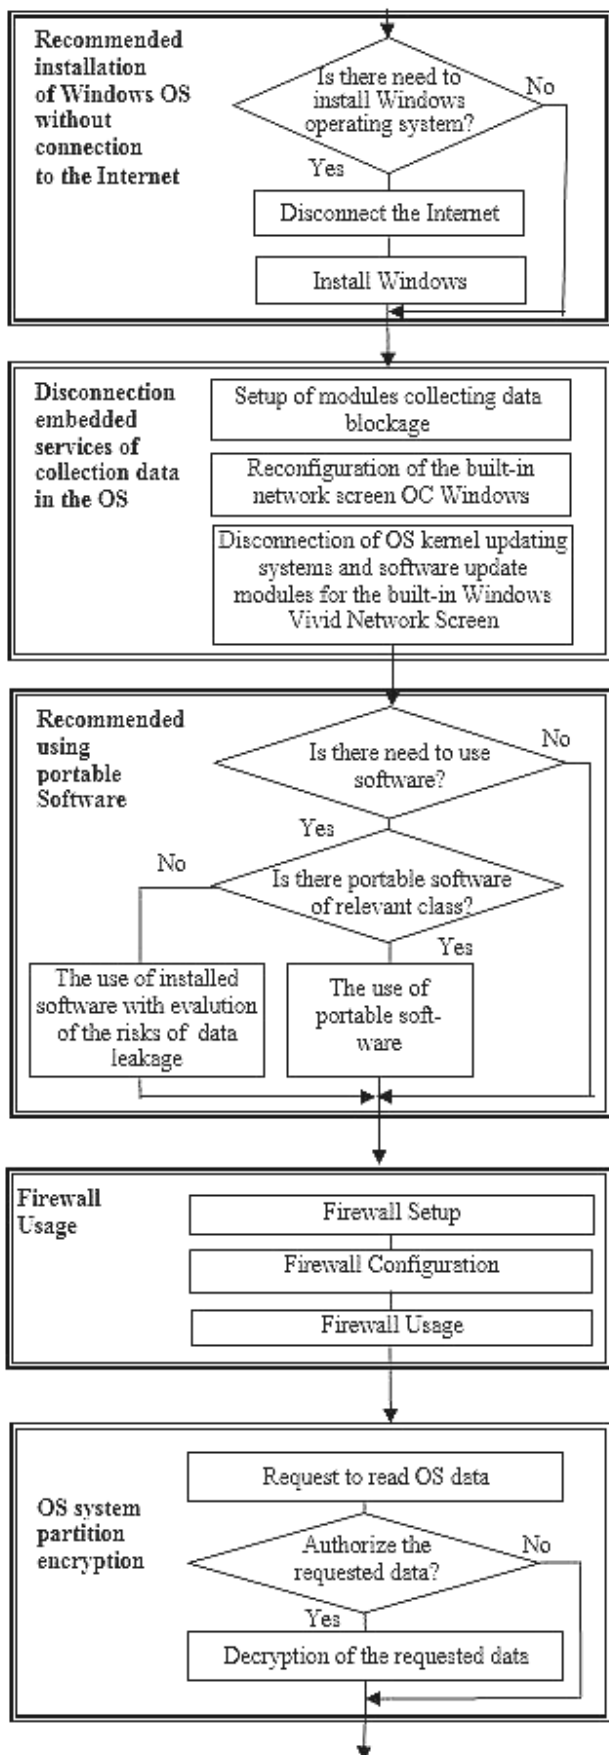 Recommended
installation
of Windows OS
without
connection
to the Internet
Is there need to
install Windows
operating system?
No
Yes
Disconnect the Internet
Install Windows
Disconnection
embedded
services of
collection data
in the OS
Setup of modules collecting data
blockage
Reconfiguration of the built-in
network screen OC Windows
Disconnection of OS kernel updating
systems and software update
modules for the built-in Windows
Vivid Network Screen
Recommended
using
portable
Software
Is there need to use
software?
No
Yes
No
Is there portable software
of relevant class?
Yes
The use of installed
software with evalution
of the risks of data
leakage
The use of
portable soft-
ware
Firewall
Usage
Firewall Setup
Firewall Configuration
Firewall Usage
OS system
partition
encryption
Request to read OS data
Authorize the
requested data?
No
Yes
Decryption of the requested data